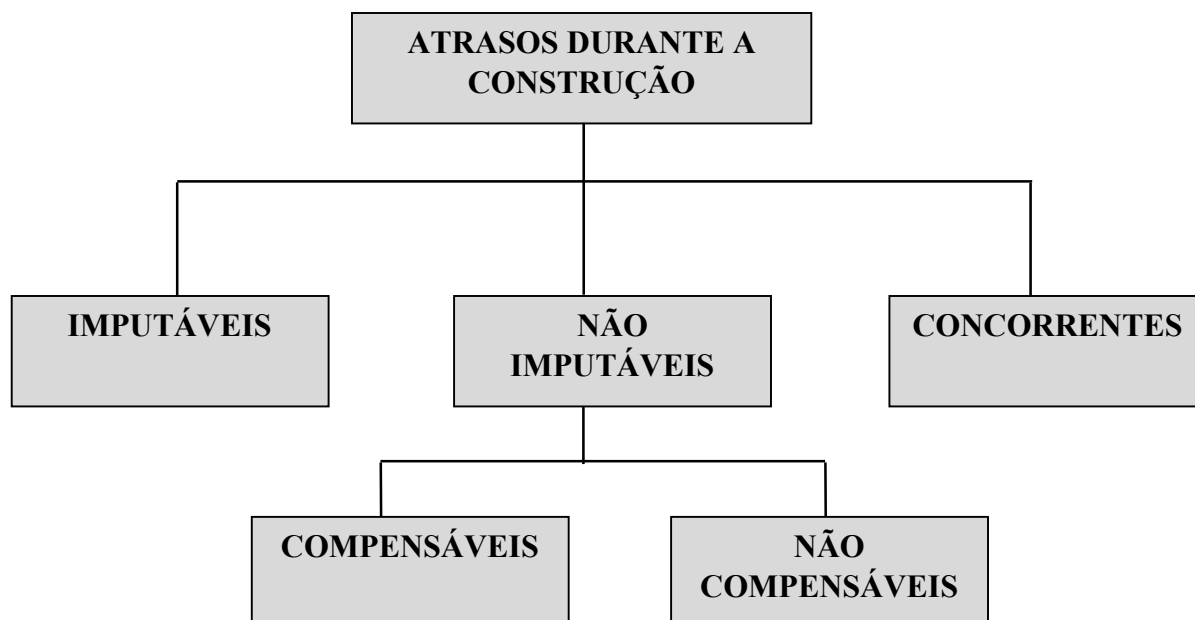 ATRASOS DURANTE A
CONSTRUÇÃO
IMPUTÁVEIS
NÃO
IMPUTÁVEIS
CONCORRENTES
COMPENSÁVEIS
NÃO
COMPENSÁVEIS